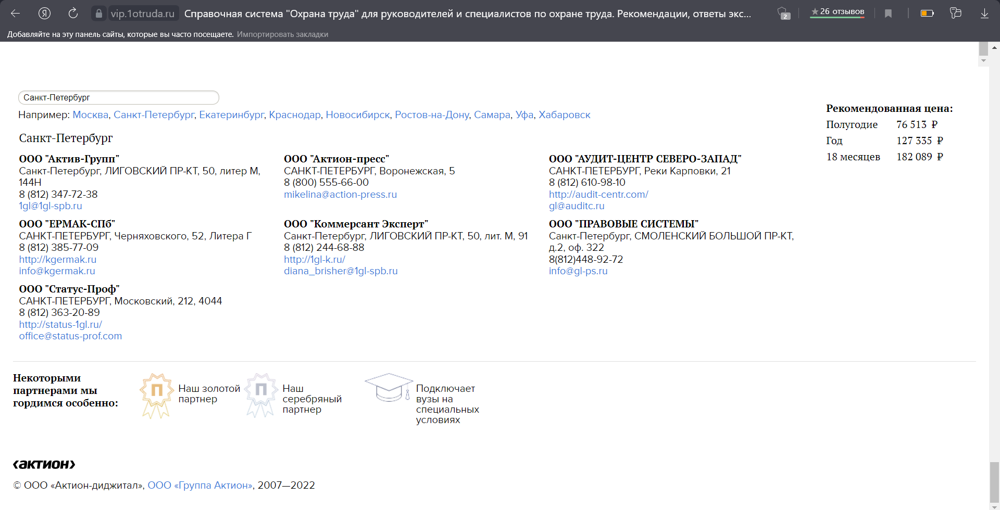 vip.1otruda.ru Справочная система "Охрана труда" для руководителей и специалистов по охране труда. Рекомендации, ответы экс... 2 ★26 отзывов
Добавляйте на эту панель сайты, которые вы часто посещаете. Импортировать закладки
Санкт-Петербург
Например: Москва, Санкт-Петербург, Екатеринбург, Краснодар, Новосибирск, Ростов-на-Дону, Самара, Уфа, Хабаровск
Рекомендованная цена:
Полугодие 76 513 ₽
Год 127 335 ₽
18 месяцев 182 089 ₽
Санкт-Петербург
ООО "Актив-Групп"
Санкт-Петербург, ЛИГОВСКИЙ ПР-КТ, 50, литер М,
144Н
8 (812) 347-72-38
1gl@1gl-spb.ru
ООО "Актион-пресс"
САНКТ-ПЕТЕРБУРГ, Воронежская, 5
8 (800) 555-66-00
mikelina@action-press.ru
ООО "АУДИТ-ЦЕНТР СЕВЕРО-ЗАПАД"
САНКТ-ПЕТЕРБУРГ, Реки Карповки, 21
8 (812) 610-98-10
http://audit-centr.com/
gl@auditc.ru
ООО "ЕРМАК-СПб"
САНКТ-ПЕТЕРБУРГ, Черняховского, 52, Литера Г
8 (812) 385-77-09
http://kgermak.ru
info@kgermak.ru
ООО "Коммерсант Эксперт"
Санкт-Петербург, ЛИГОВСКИЙ ПР-КТ, 50, лит. М, 91
8 (812) 244-68-88
http://1gl-k.ru/
diana_brisher@1gl-spb.ru
ООО "ПРАВОВЫЕ СИСТЕМЫ"
Санкт-Петербург, СМОЛЕНСКИЙ БОЛЬШОЙ ПР-КТ,
д.2, оф. 322
8(812)448-92-72
info@gl-ps.ru
ООО "Статус-Проф"
САНКТ-ПЕТЕРБУРГ, Московский, 212, 4044
8 (812) 363-20-89
http://status-1gl.ru/
office@status-prof.com
Некоторыми
партнерами мы
гордимся особенно:
П
Наш золотой
партнер
П
Наш
серебряный
партнер
Подключает
вузы на
специальных
условиях
‹актион›
© ООО «Актион-диджитал», ООО «Группа Актион», 2007—2022